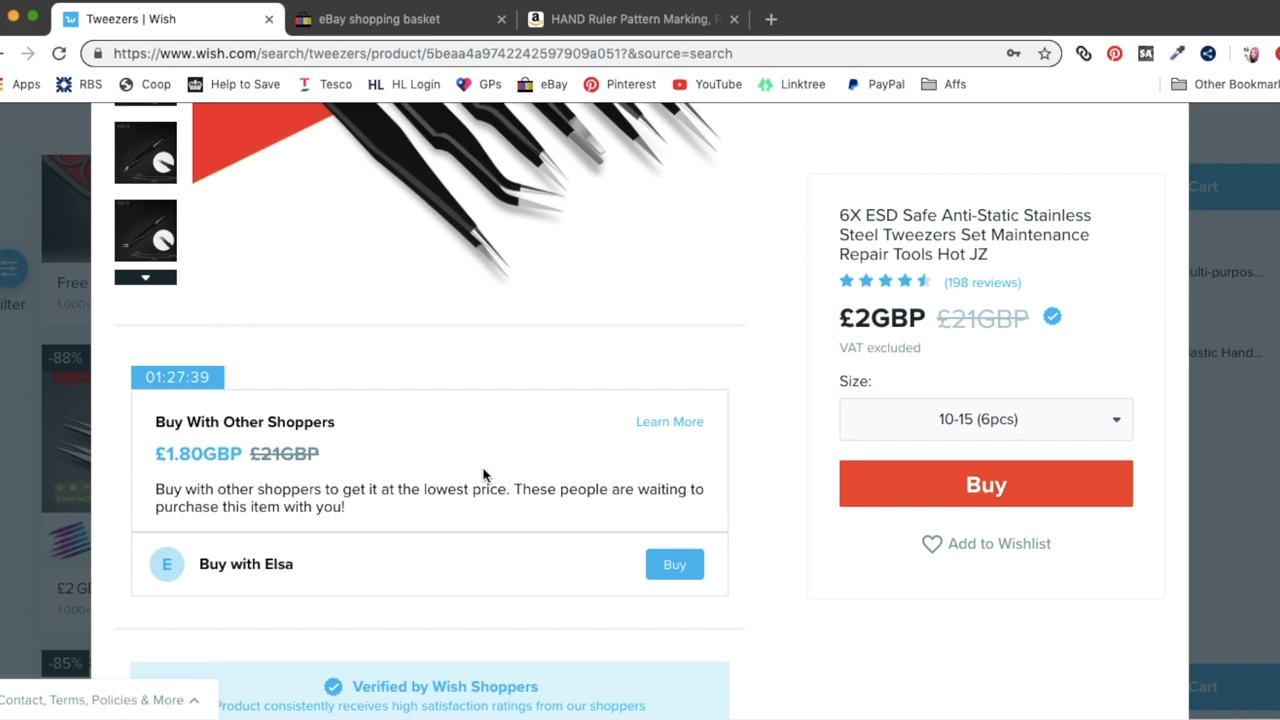 Tweezers | Wish
eBay shopping basket
HAND Ruler Pattern Marking,
https://www.wish.com/search/tweezers/product/5beaa4a9742242597909a051?&source=search
Apps
RBS
Coop
Help to Save
Tesco
HL HL Login
GPs
eBay
Pinterest
YouTube
Linktree
PayPal
Affs
Other Bookmar
Cart
6X ESD Safe Anti-Static Stainless
Steel Tweezers Set Maintenance
Repair Tools Hot JZ
(198 reviews)
£2GBP £21GBP
VAT excluded
Size:
10-15 (6pcs)
Buy
Add to Wishlist
ulti-purpos...
astic Hand...
Free
1,000
ilter
-88%
01:27:39
Buy With Other Shoppers
Learn More
£1.80GBP £21GBP
Buy with other shoppers to get it at the lowest price. These people are waiting to
purchase this item with you!
E
Buy with Elsa
Buy
£2 GB
1,000
-85%
Verified by Wish Shoppers
Product consistently receives high satisfaction ratings from our shoppers
Contact, Terms, Policies & More
Cart